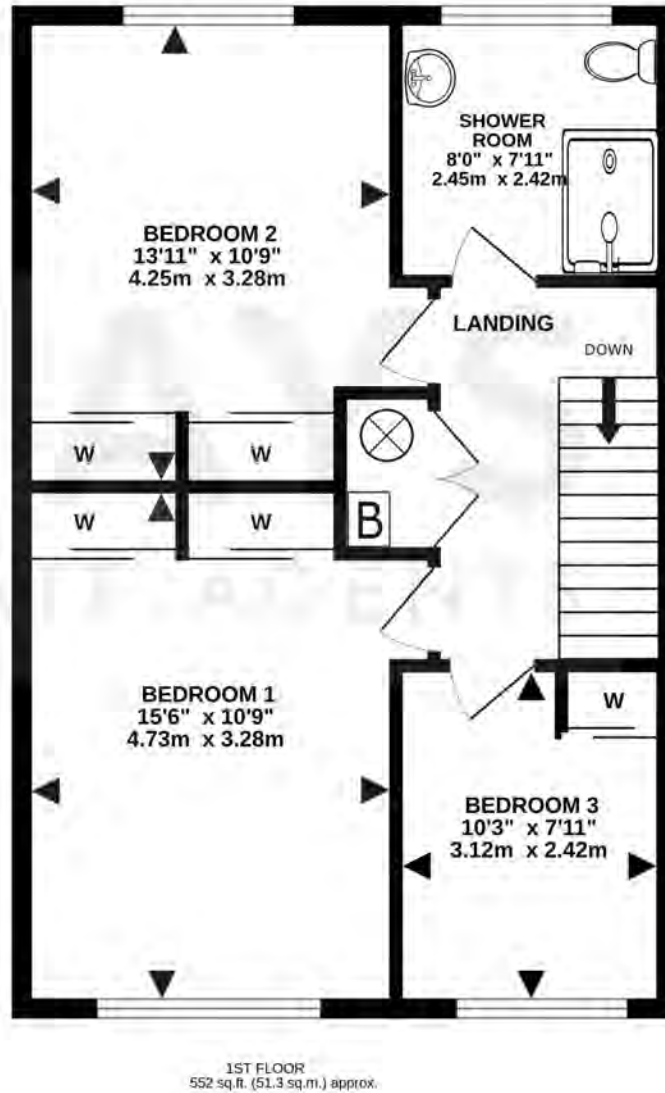 SHOWER
ROOM
8'0" x 7'11"
2.45m x 2.42m
BEDROOM 2
13'11" x 10'9"
4.25m x 3.28m
LANDING
DOWN
W
W
B
W
W
BEDROOM 1
15'6" x 10'9"
4.73m x 3.28m
W
BEDROOM 3
10'3" x 7'11"
3.12m x 2.42m
1ST FLOOR
552 sq.ft. (51.3 sq.m.) approx.